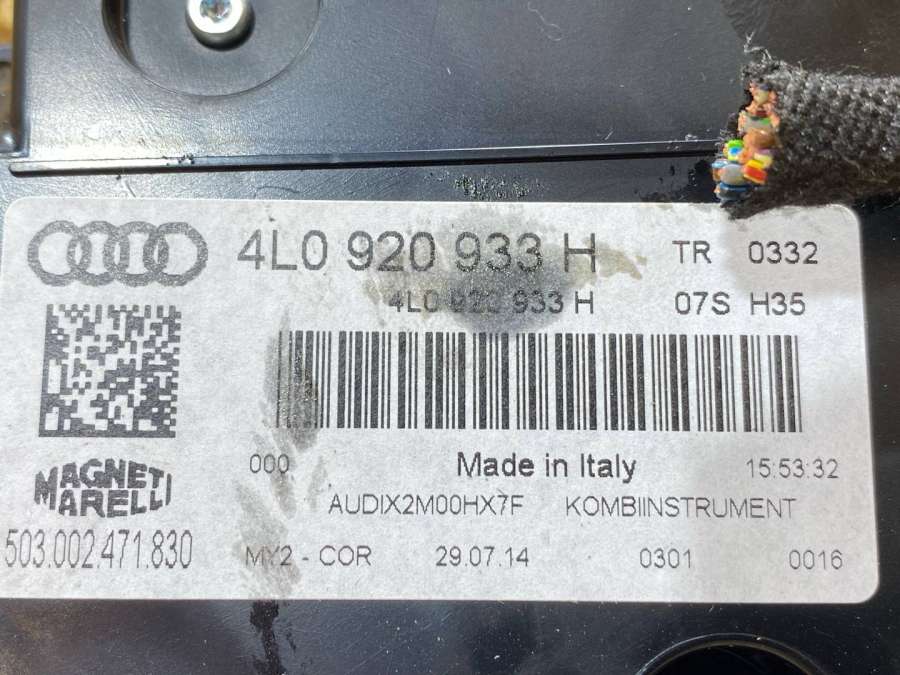 4L0 920 933 H TR 0332
4L0 920 933 H 07S H35
000 Made in Italy 15:53:32
MAGNETI
MARELLI
AUDIX2M00HX7F KOMBIINSTRUMENT
503.002.471.830 MY2 - COR 29.07.14 0301 0016